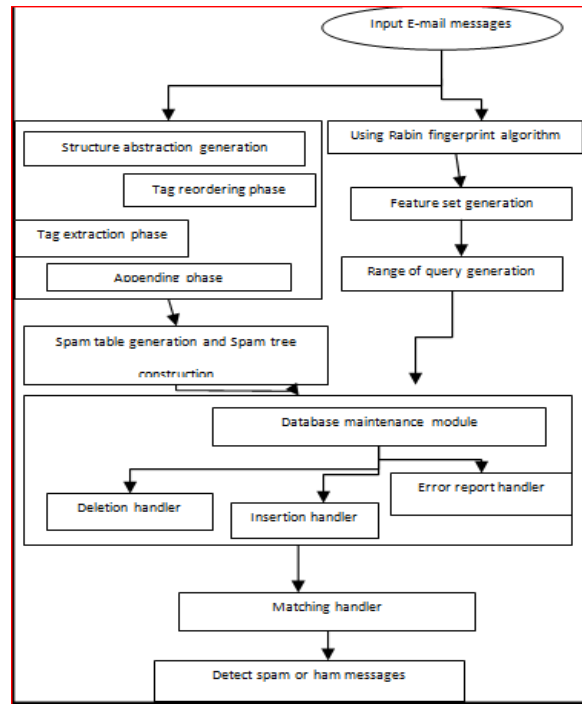 Input E-mail messages
Structure abstraction generation
Using Rabin fingerprint algorithm
Tag reordering phase
Feature set generation
Tag extraction phase
Appending phase
Range of query generation
Spam table generation and Spam tree
construction
Database maintenance module
Deletion handler
Insertion handler
Error report handler
Matching handler
Detect spam or ham messages